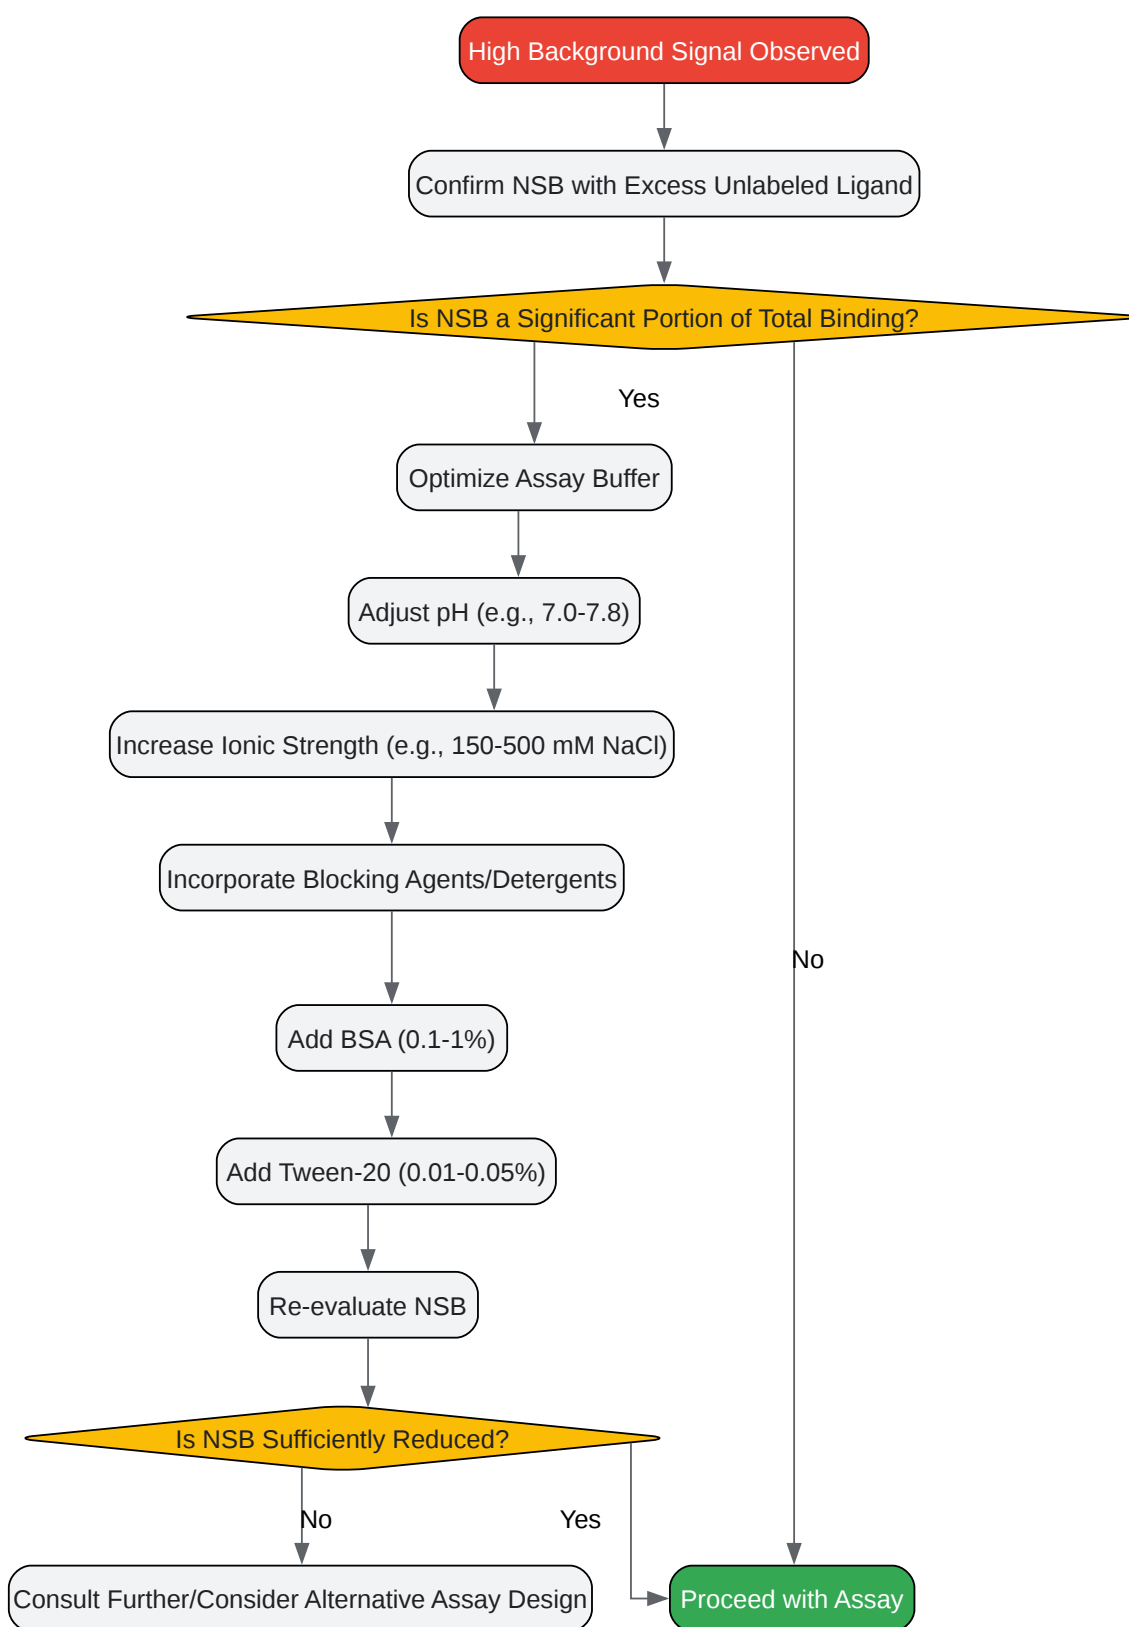 High Background Signal Observed
Confirm NSB with Excess Unlabeled Ligand
Is NSB a Significant Portion of Total Binding?
Yes
Optimize Assay Buffer
Adjust pH (e.g., 7.0-7.8)
Increase Ionic Strength (e.g., 150-500 mM NaCl)
Incorporate Blocking Agents/Detergents
No
Add BSA (0.1-1%)
Add Tween-20 (0.01-0.05%)
Re-evaluate NSB
Is NSB Sufficiently Reduced?
No
Yes
Consult Further/Consider Alternative Assay Design
Proceed with Assay